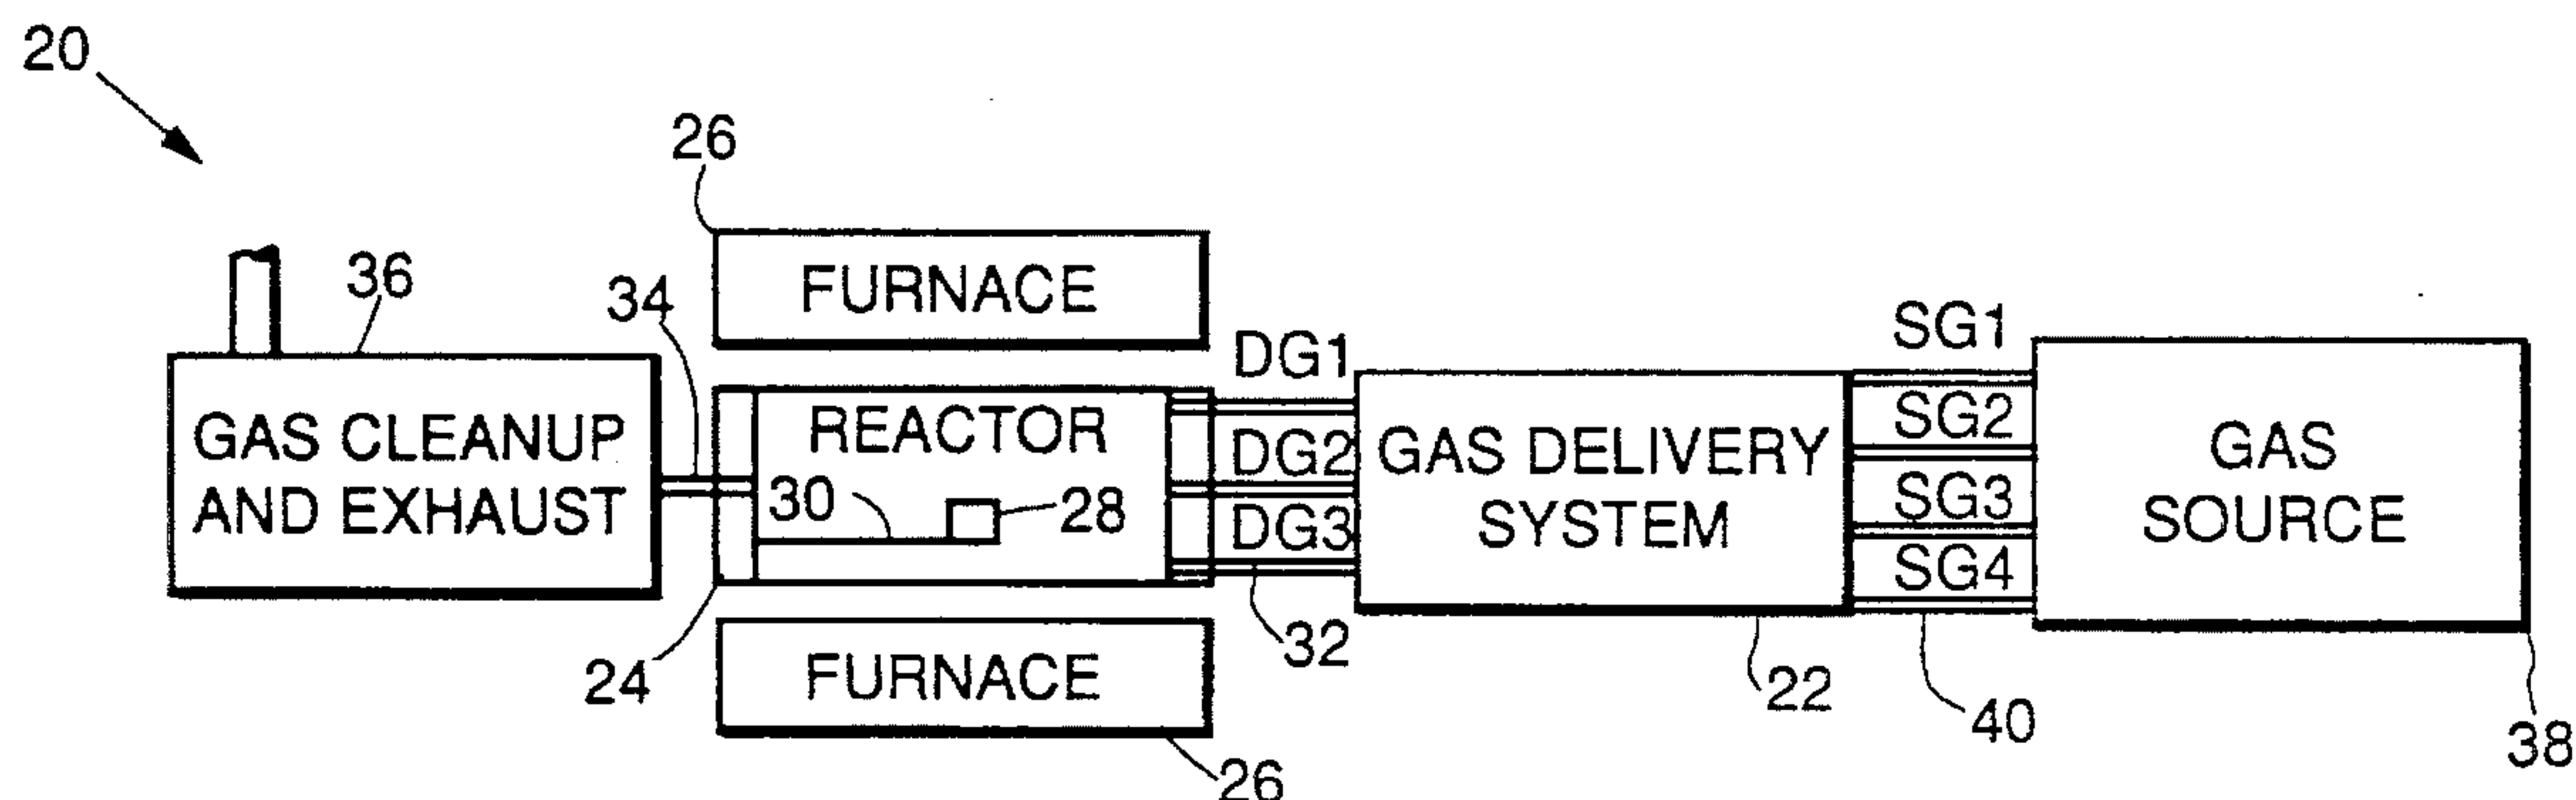 20
26
FURNACE
36
34
GAS CLEANUP
AND EXHAUST
REACTOR
30
28
24
FURNACE
26
DG1
DG2
DG3
32
GAS DELIVERY
SYSTEM
22
SG1
SG2
SG3
SG4
40
GAS
SOURCE
38